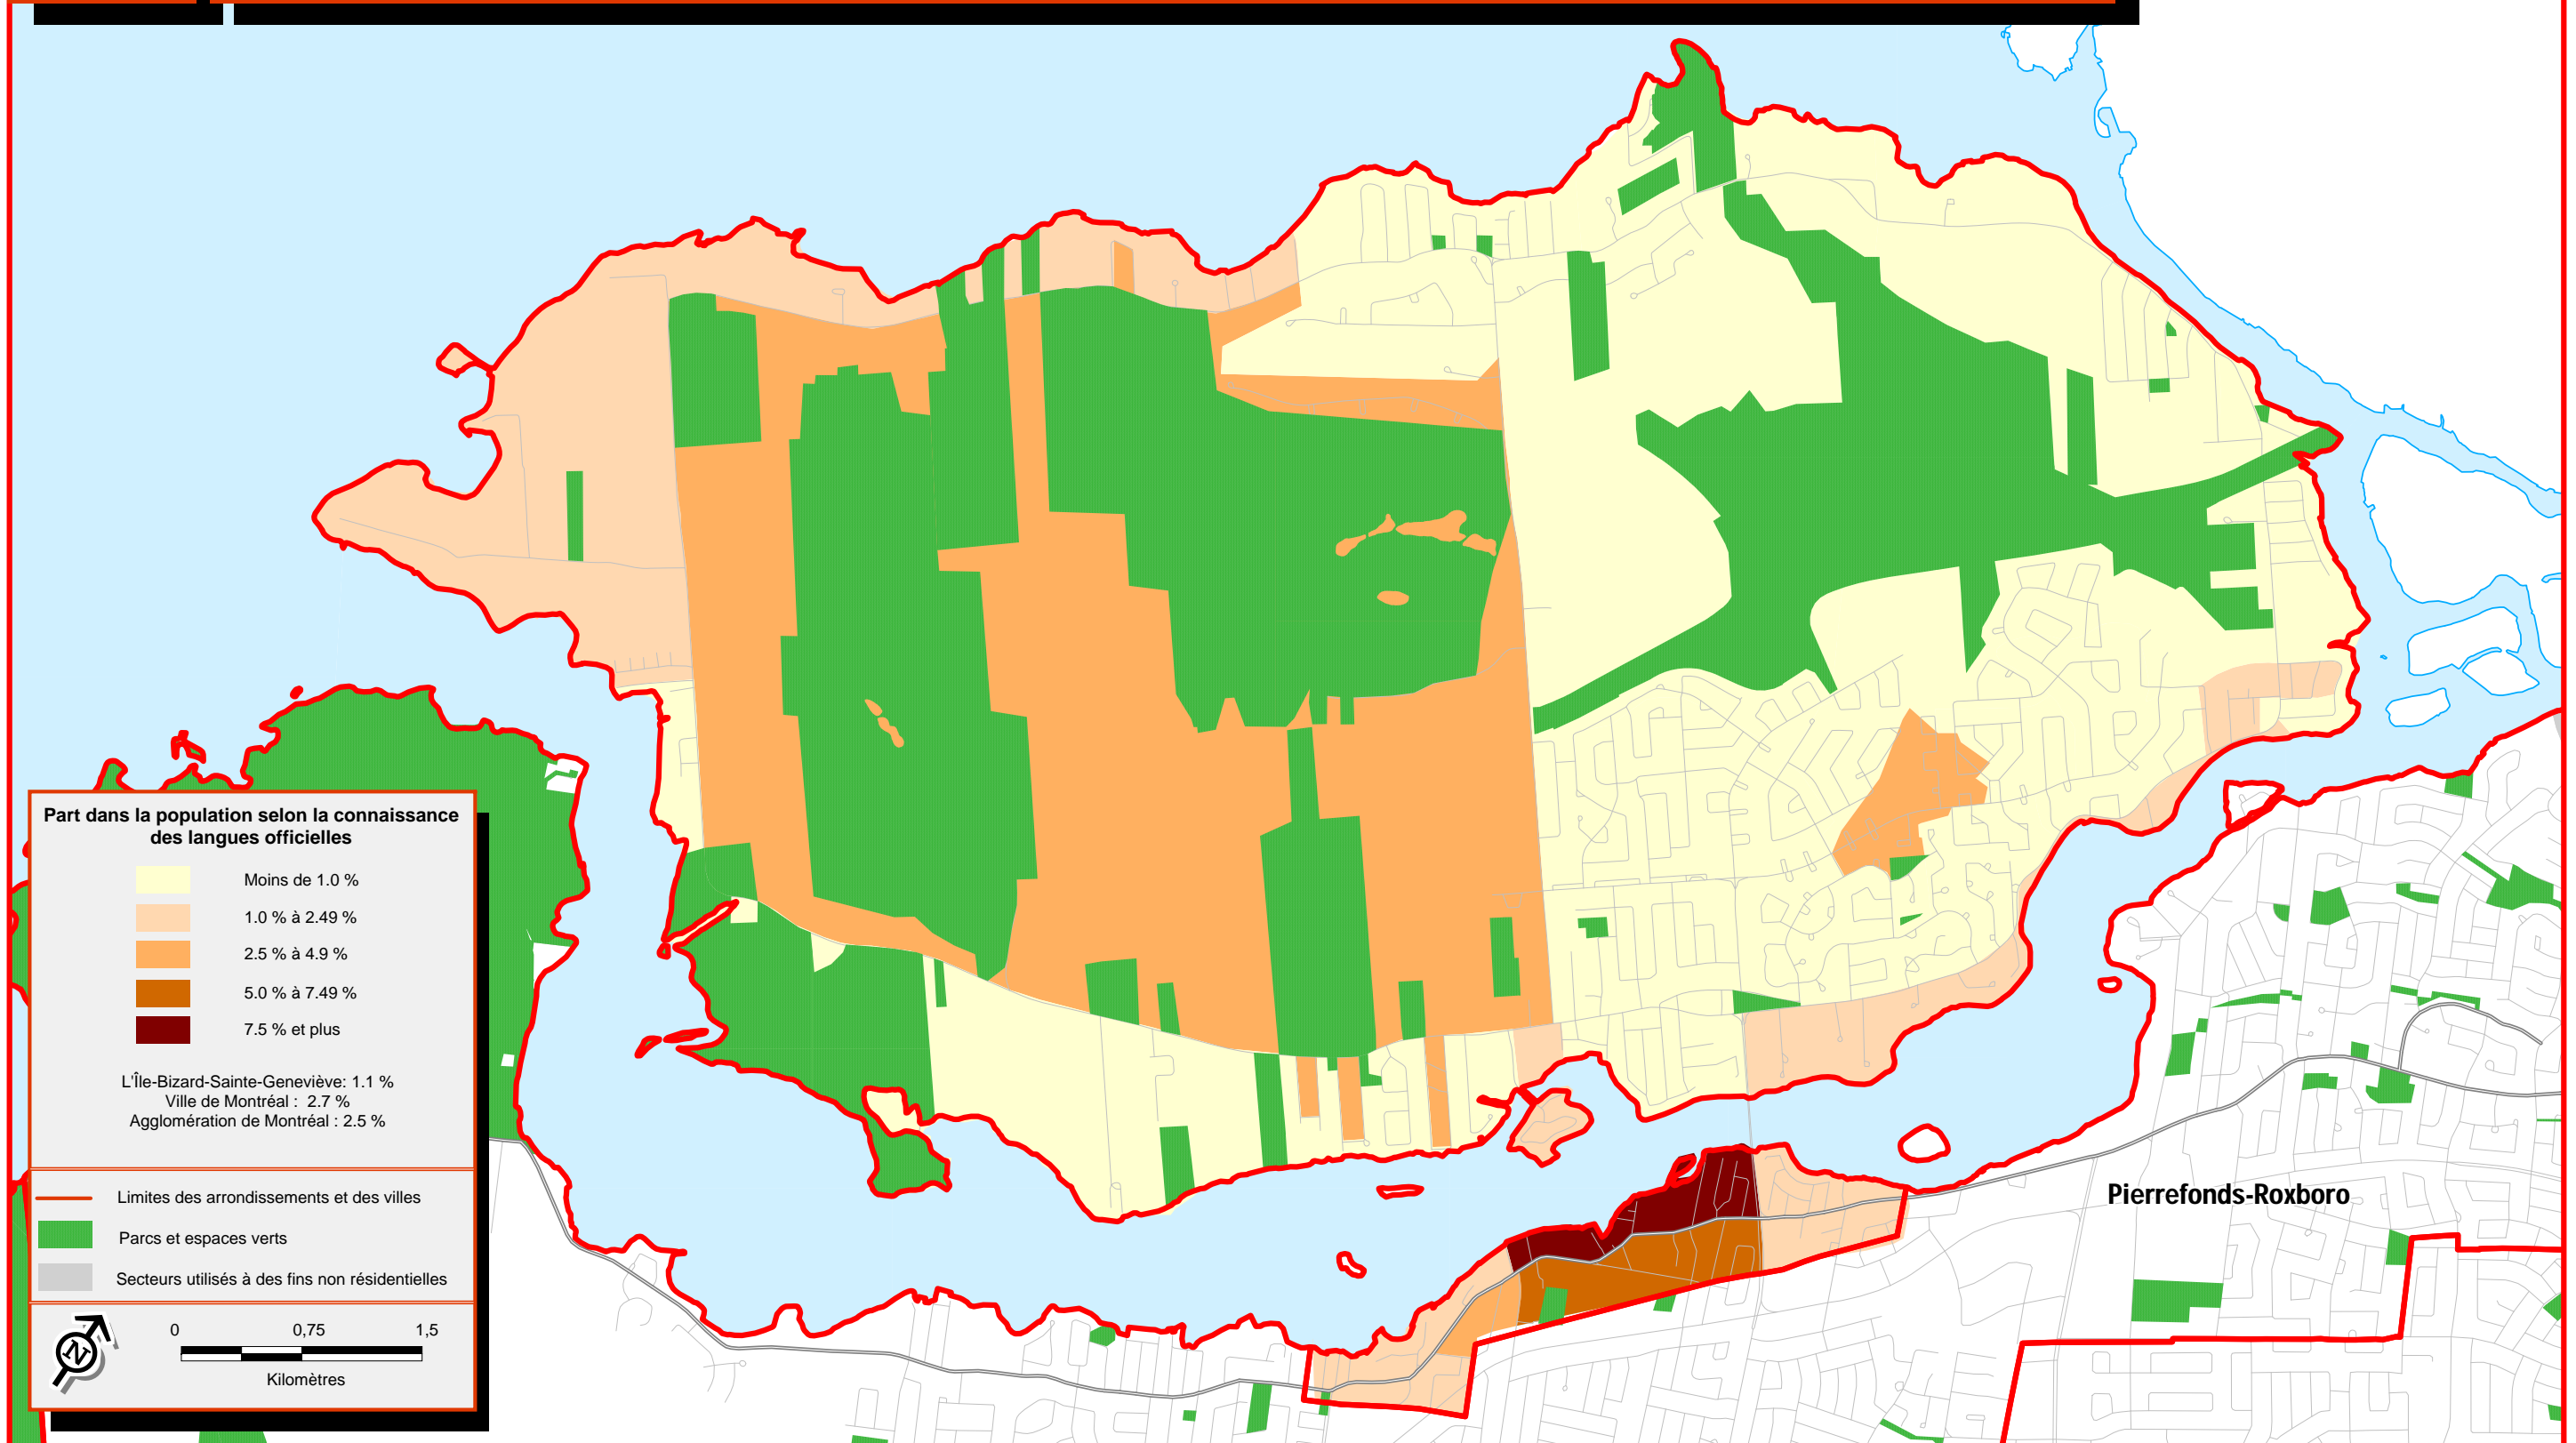 Part dans la population selon la connaissance
des langues officielles
Moins de 1.0 %
1.0 % à 2.49 %
2.5 % à 4.9 %
5.0 % à 7.49 %
7.5 % et plus
L'Île-Bizard-Sainte-Geneviève: 1.1 %
Ville de Montréal : 2.7 %
Agglomération de Montréal : 2.5 %
Limites des arrondissements et des villes
Parcs et espaces verts
Secteurs utilisés à des fins non résidentielles
N
0 0,75 1,5
Kilomètres
Pierrefonds-Roxboro